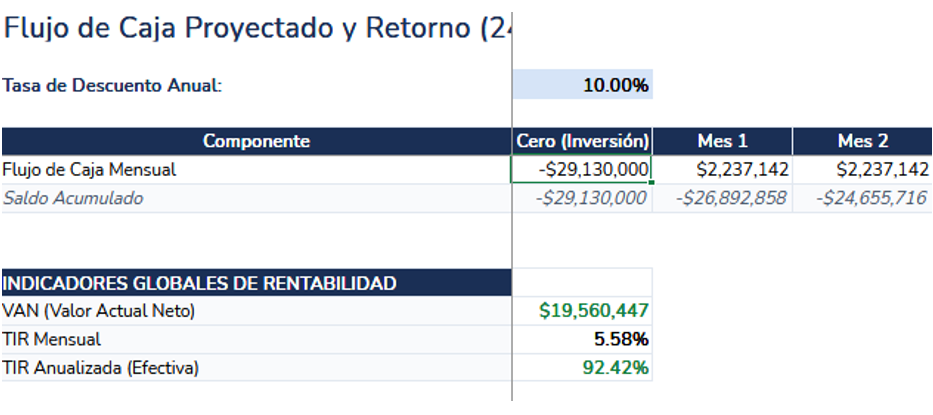 Flujo de Caja Proyectado y Retorno (2
Tasa de Descuento Anual: 10.00%
Componente Cero (Inversión) Mes 1 Mes 2
Flujo de Caja Mensual -$29,130,000 $2,237,142 $2,237,142
Saldo Acumulado -$29,130,000 -$26,892,858 -$24,655,716
INDICADORES GLOBALES DE RENTABILIDAD
VAN (Valor Actual Neto) $19,560,447
TIR Mensual 5.58%
TIR Anualizada (Efectiva) 92.42%